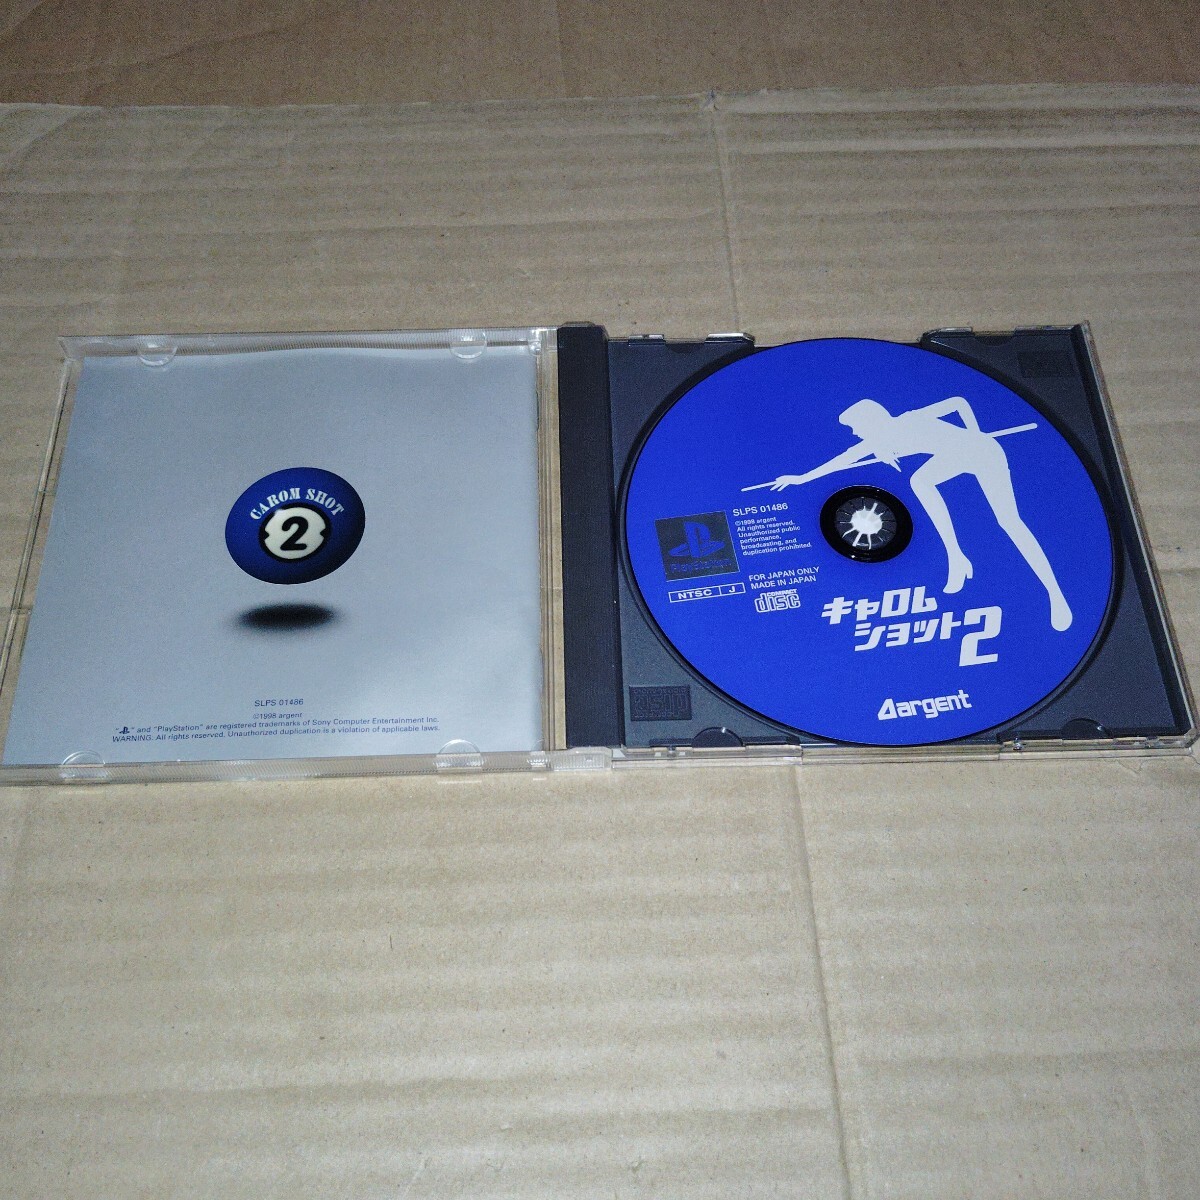 CAROM SHOT
2
SLPS 01486
©1998 argent
" " and "PlayStation" are registered trademarks of Sony Computer Entertainment Inc.
WARNING: All rights reserved. Unauthorized duplication is a violation of applicable laws.
SLPS 01486
©1998 argent
All rights reserved.
Unauthorized public
performance,
broadcasting, and
duplication prohibited.
PlayStation
NTSC J
FOR JAPAN ONLY
MADE IN JAPAN
COMPACT
disc
キャロム
ショット2
argent